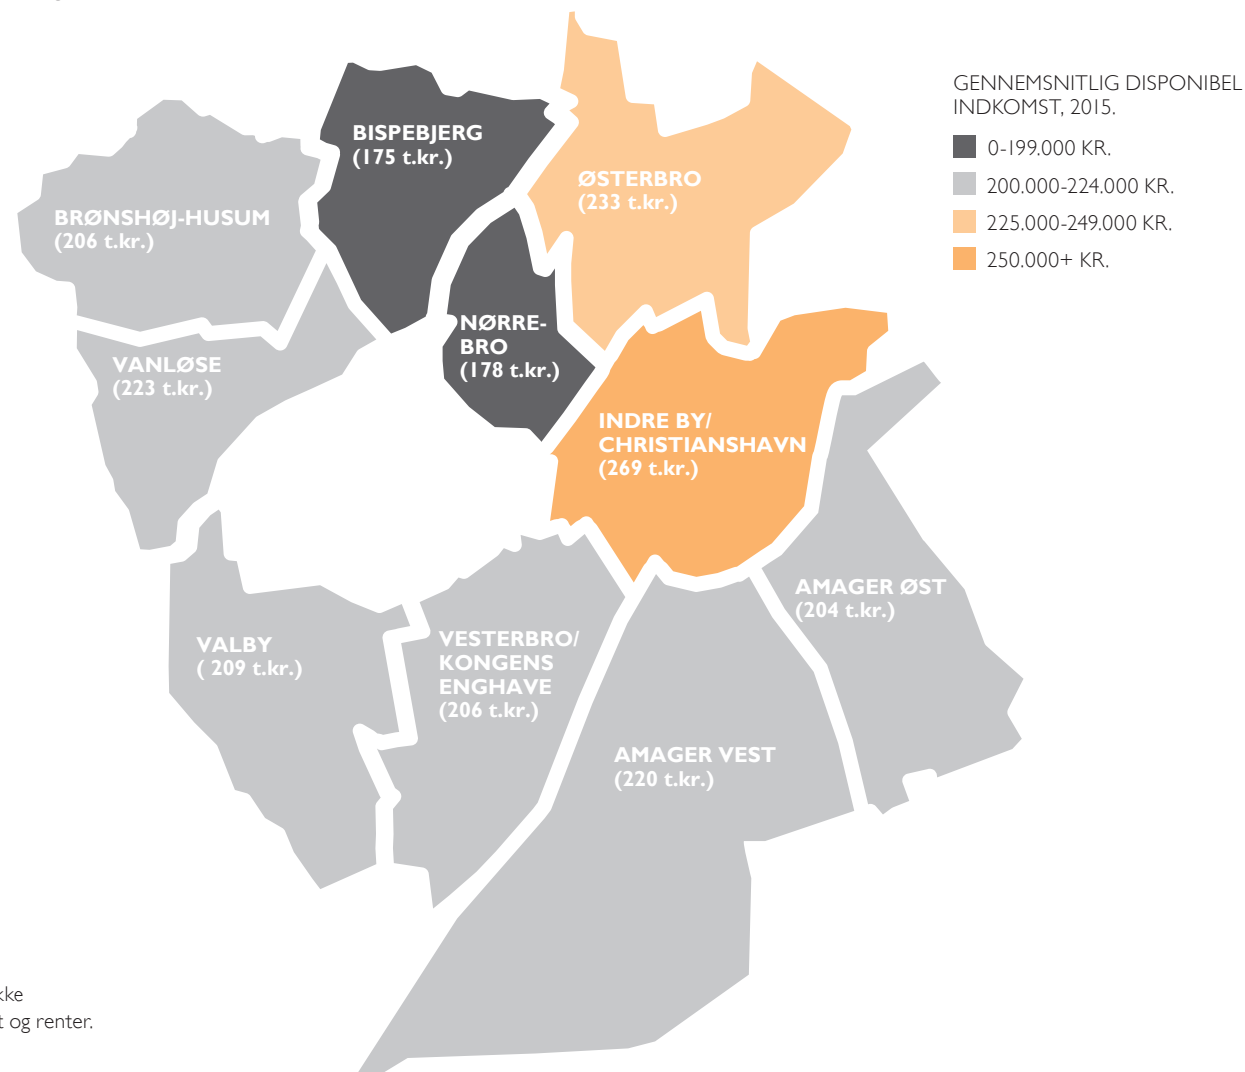 GENNEMSNITLIG DISPONIBEL
INDKOMST, 2015.
0-199.000 KR.
200.000-224.000 KR.
225.000-249.000 KR.
250.000+ KR.
BISPEBJERG
(175 t.kr.)
ØSTERBRO
(233 t.kr.)
BRØNSHØJ-HUSUM
(206 t.kr.)
NØRRE-
BRO
(178 t.kr.)
VANLØSE
(223 t.kr.)
INDRE BY/
CHRISTIANSHAVN
(269 t.kr.)
AMAGER ØST
(204 t.kr.)
VALBY
( 209 t.kr.)
VESTERBRO/
KONGENS
ENGHAVE
(206 t.kr.)
AMAGER VEST
(220 t.kr.)
og renter.